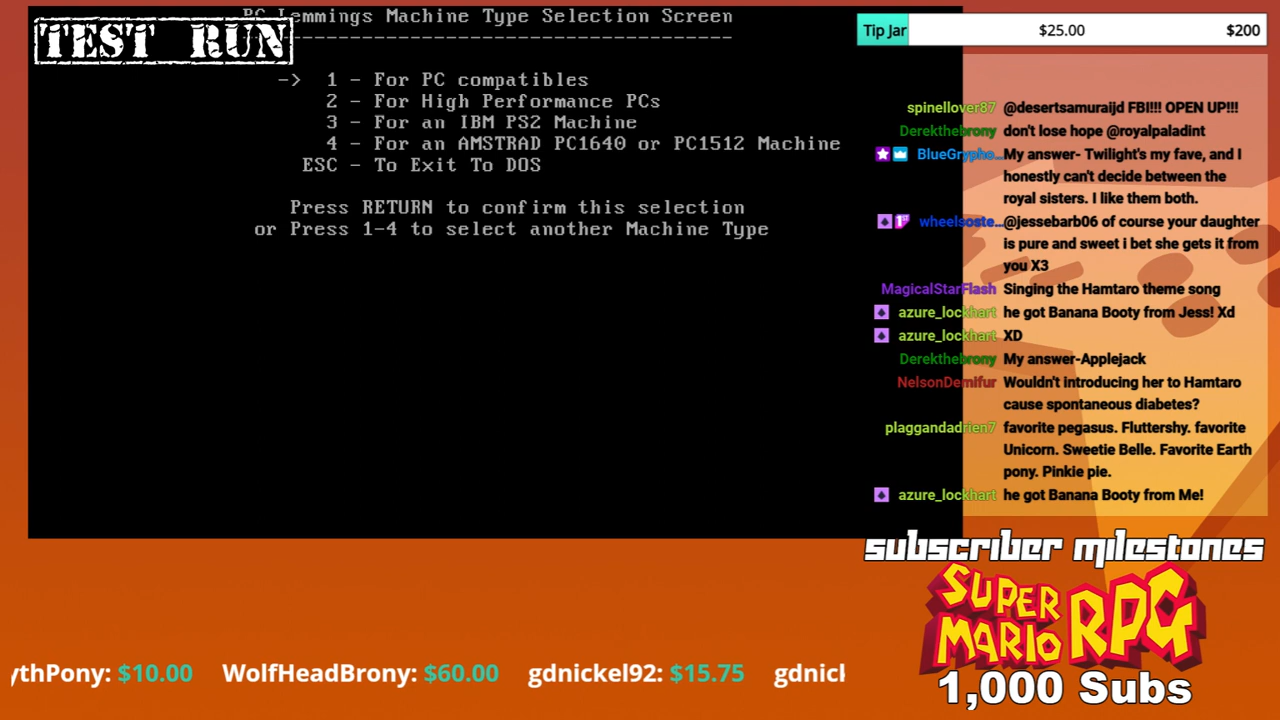 PC Lemmings Machine Type Selection Screen
TEST RUN
-> 1 - For PC compatibles
2 - For High Performance PCs
3 - For an IBM PS2 Machine
4 - For an AMSTRAD PC1640 or PC1512 Machine
ESC - To Exit To DOS
Press RETURN to confirm this selection
or Press 1-4 to select another Machine Type
Tip Jar $25.00 $200
spinellover87 @desertsamuraijd FBI!!! OPEN UP!!!
Derekthebrony don't lose hope @royalpaladint
BlueGrypho... My answer- Twilight's my fave, and I
honestly can't decide between the
royal sisters. I like them both.
wheelsoste... @jessebarb06 of course your daughter
is pure and sweet i bet she gets it from
you X3
MagicalStarFlash Singing the Hamtaro theme song
azure_lockhart he got Banana Booty from Jess! Xd
azure_lockhart XD
Derekthebrony My answer-Applejack
NelsonDemifur Wouldn't introducing her to Hamtaro
cause spontaneous diabetes?
plaggandadrien7 favorite pegasus. Fluttershy. favorite
Unicorn. Sweetie Belle. Favorite Earth
pony. Pinkie pie.
azure_lockhart he got Banana Booty from Me!
subscriber milestones
SUPER MARIO RPG
1,000 Subs
ythPony: $10.00 WolfHeadBrony: $60.00 gdnickel92: $15.75 gdnick